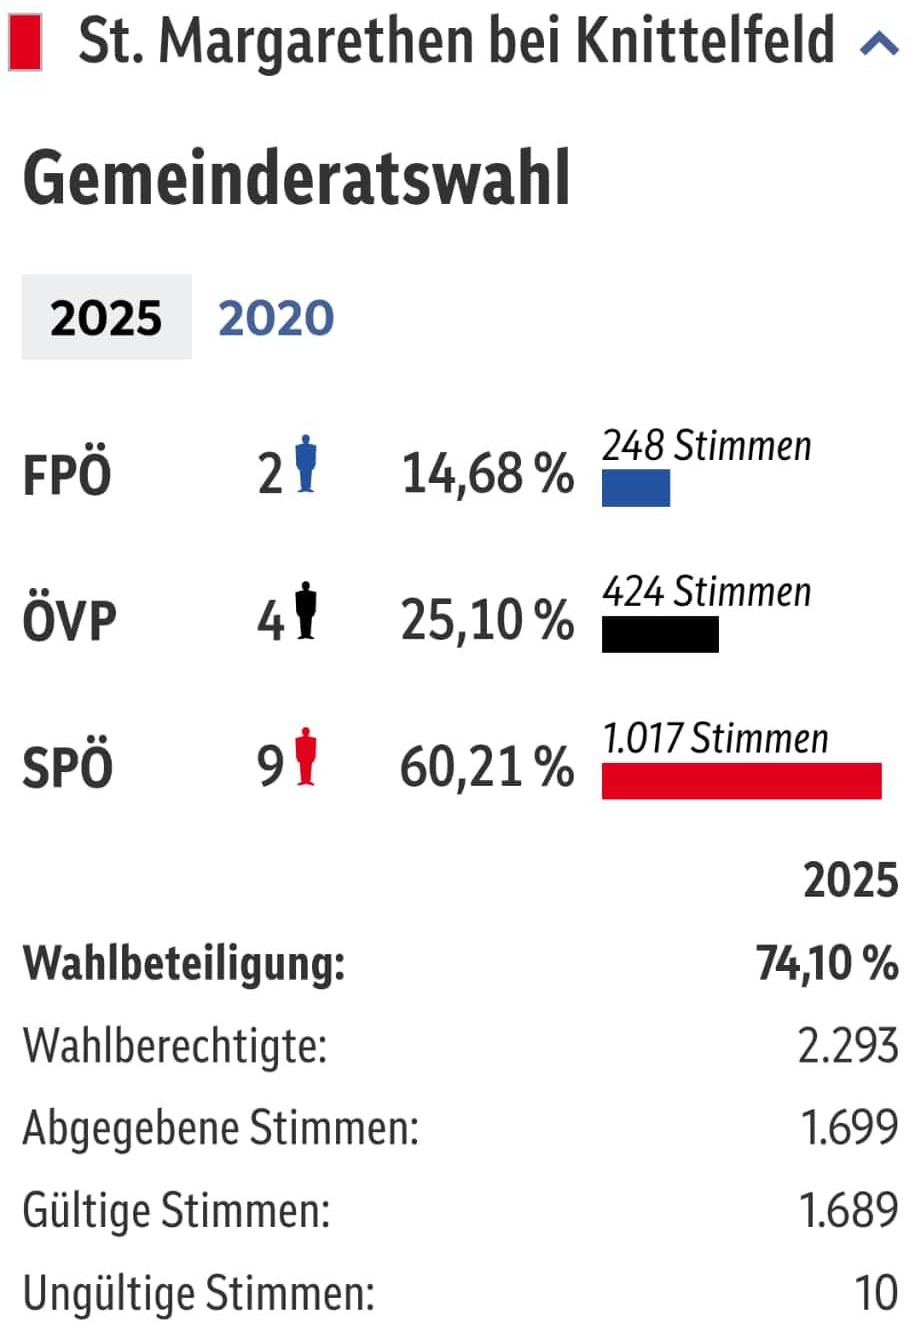 St. Margarethen bei Knittelfeld
Gemeinderatswahl
2025 2020
FPÖ 2 14,68 % 248 Stimmen
ÖVP 4 25,10 % 424 Stimmen
SPÖ 9 60,21 % 1.017 Stimmen
2025
Wahlbeteiligung: 74,10 %
Wahlberechtigte: 2.293
Abgegebene Stimmen: 1.699
Gültige Stimmen: 1.689
Ungültige Stimmen: 10